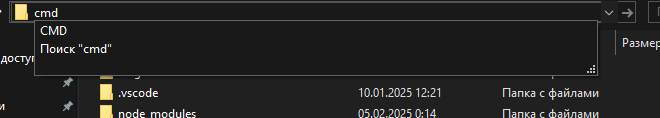 cmd
CMD
Поиск "cmd"
Размер
досту
.vscode 10.01.2025 12:21 Папка с файлами
node_modules 05.02.2025 0:14 Папка с файлами